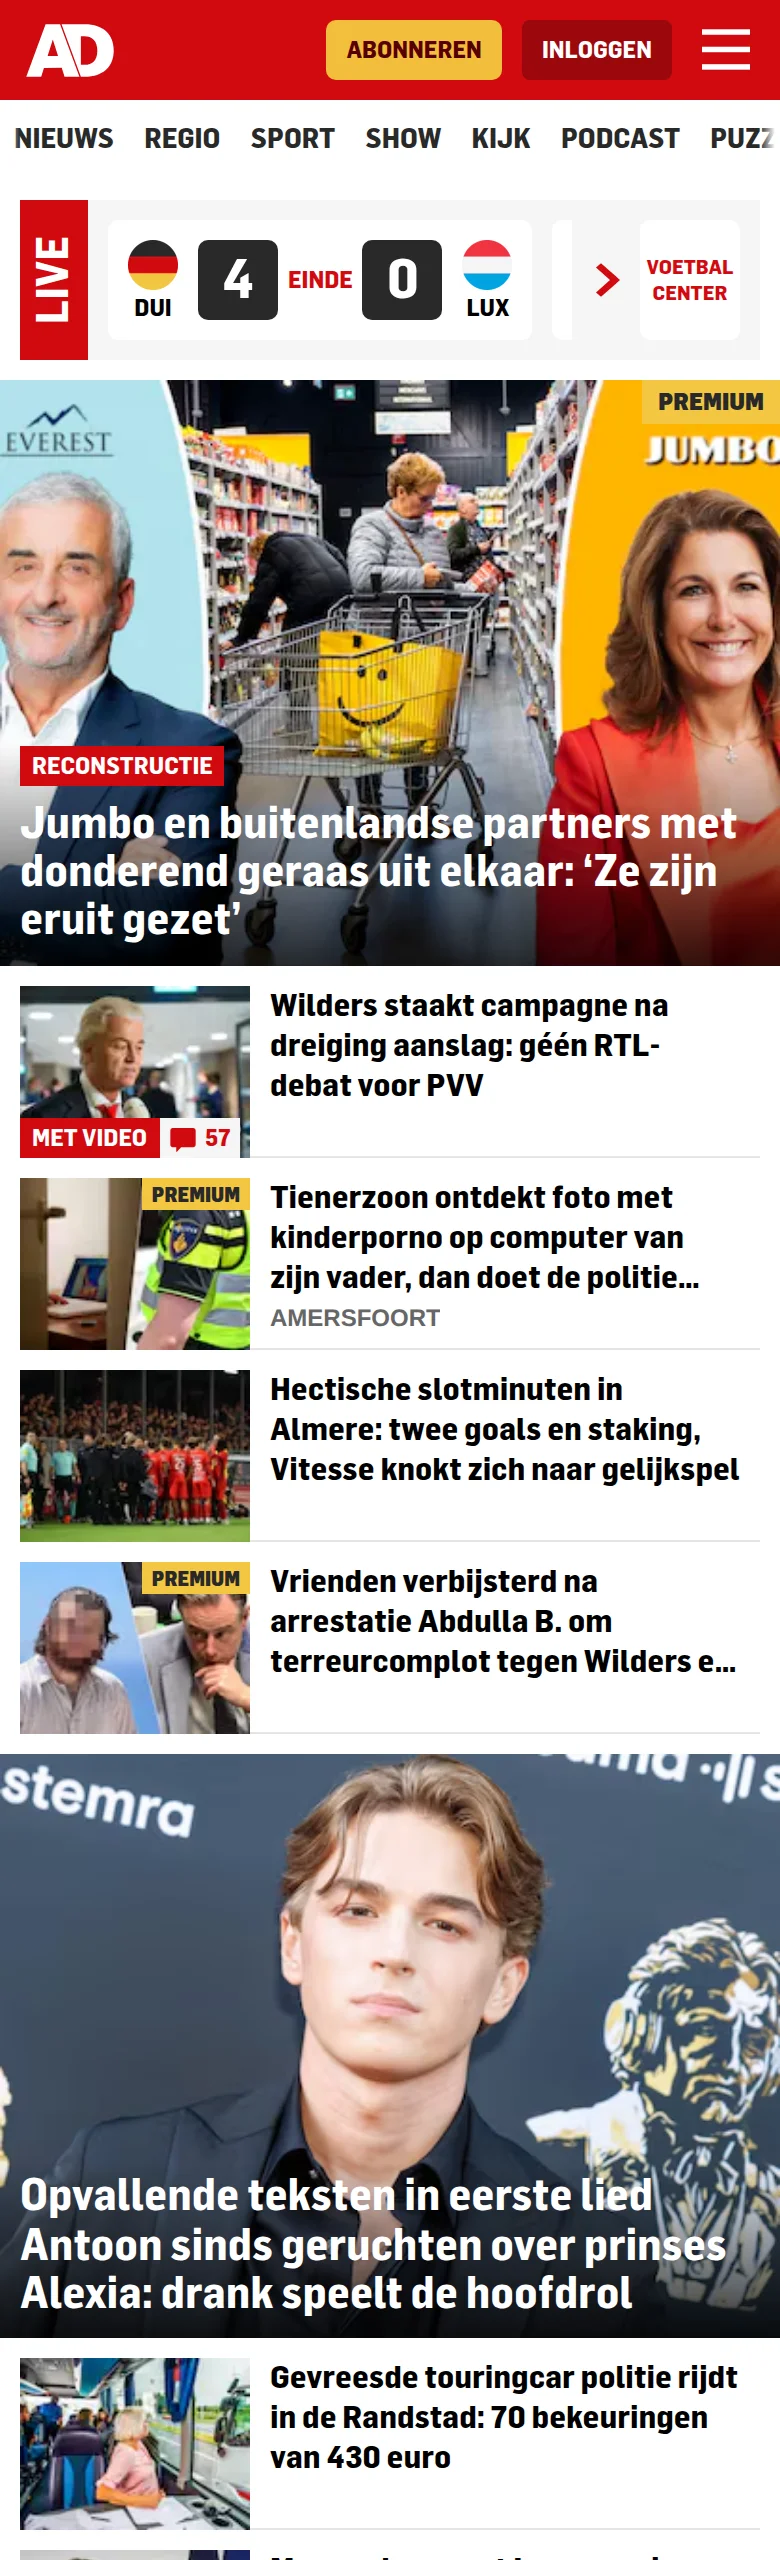 AD
ABONNEREN
INLOGGEN
NIEUWS REGIO SPORT SHOW KIJK PODCAST PUZZ
LIVE
DUI
4
EINDE
0
LUX
VOETBAL
CENTER
PREMIUM
EVEREST
JUMBO
RECONSTRUCTIE
Jumbo en buitenlandse partners met
donderend geraas uit elkaar: ‘Ze zijn
eruit gezet’
Wilders staakt campagne na
dreiging aanslag: géén RTL-
debat voor PVV
MET VIDEO
57
PREMIUM
Tienerzoon ontdekt foto met
kinderporno op computer van
zijn vader, dan doet de politie...
AMERSFOORT
Hectische slotminuten in
Almere: twee goals en staking,
Vitesse knokt zich naar gelijkspel
PREMIUM
Vrienden verbijsterd na
arrestatie Abdulla B. om
terreurcomplot tegen Wilders e...
stemra
Opvallende teksten in eerste lied
Antoon sinds geruchten over prinses
Alexia: drank speelt de hoofdrol
Gevreesde touringcar politie rijdt
in de Randstad: 70 bekeuringen
van 430 euro